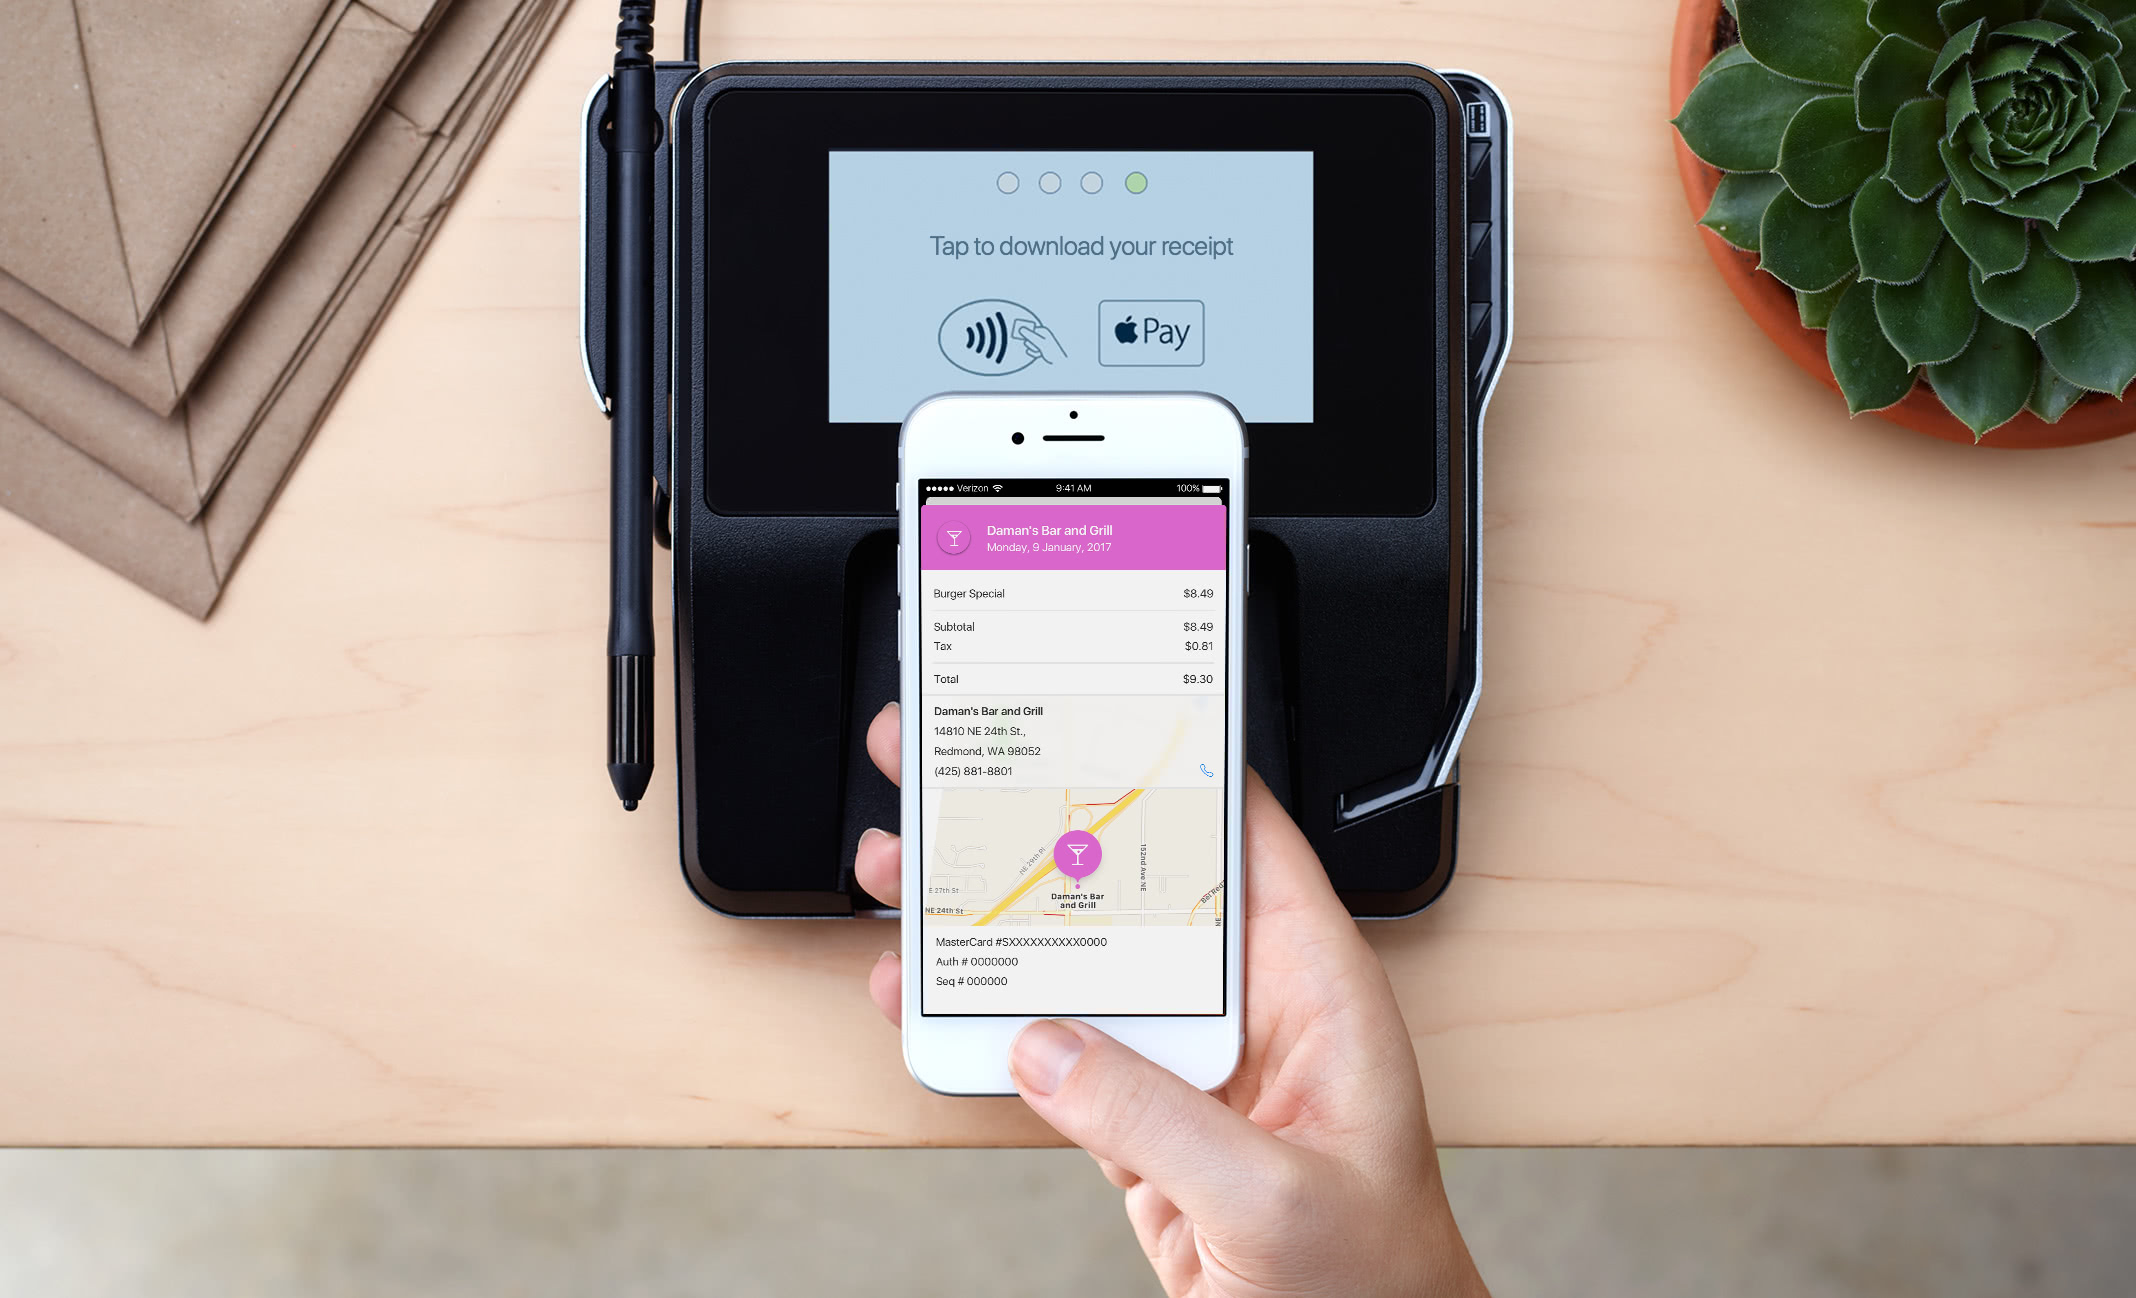 Tap to download your receipt
Pay
Verizon 9:41 AM 100%
Daman's Bar and Grill
Monday, 9 January, 2017
Burger Special $8.49
Subtotal $8.49
Tax $0.81
Total $9.30
Daman's Bar and Grill
14810 NE 24th St.,
Redmond, WA 98052
(425) 881-8801
NE 29th Pl
152nd Ave NE
E 27th St
Daman's Bar
and Grill
NE 24th St
NE
MasterCard #SXXXXXXXXXX0000
Auth # 0000000
Seq # 000000